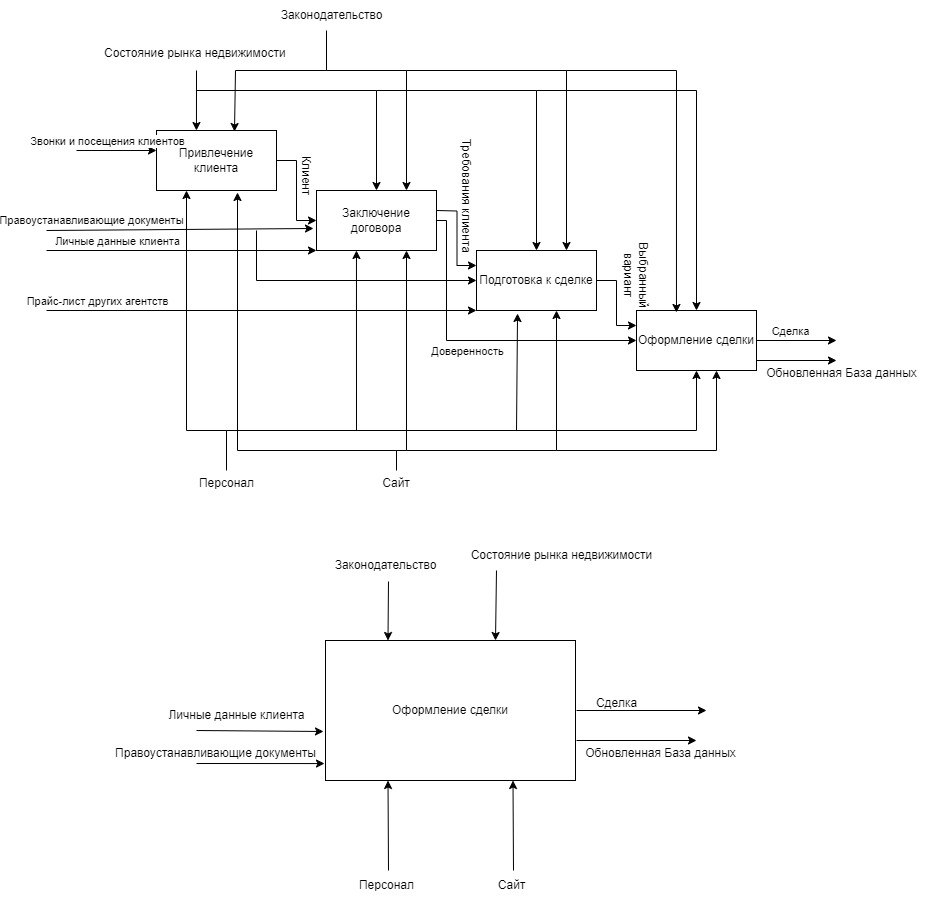 Законодательство
Состояние рынка недвижимости
Звонки и посещения клиентов
Привлечение
клиента
Клиент
Правоустанавливающие документы
Личные данные клиента
Заключение
договора
Требования клиента
Прайс-лист других агентств
Подготовка к сделке
Выбранный
вариант
Доверенность
Оформление сделки
Сделка
Обновленная База данных
Персонал
Сайт
Законодательство
Состояние рынка недвижимости
Личные данные клиента
Правоустанавливающие документы
Оформление сделки
Сделка
Обновленная База данных
Персонал
Сайт